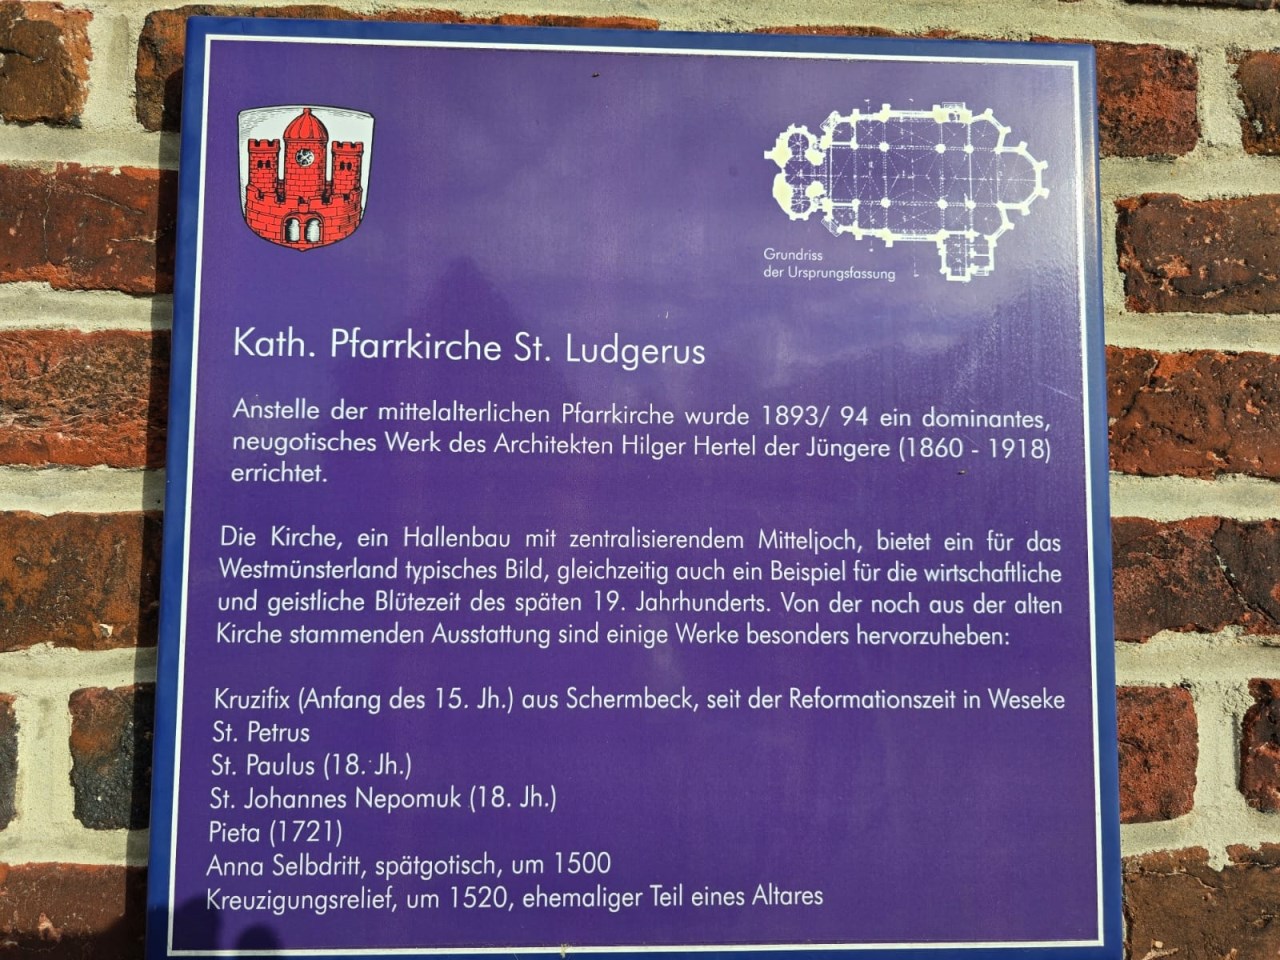 Grundriss
der Ursprungsfassung
Kath. Pfarrkirche St. Ludgerus
Anstelle der mittelalterlichen Pfarrkirche wurde 1893/ 94 ein dominantes,
neugotisches Werk des Architekten Hilger Hertel der Jüngere (1860 - 1918)
errichtet.
Die Kirche, ein Hallenbau mit zentralisierendem Mitteljoch, bietet ein für das
Westmünsterland typisches Bild, gleichzeitig auch ein Beispiel für die wirtschaftliche
und geistliche Blütezeit des späten 19. Jahrhunderts. Von der noch aus der alten
Kirche stammenden Ausstattung sind einige Werke besonders hervorzuheben:
Kruzifix (Anfang des 15. Jh.) aus Schermbeck, seit der Reformationszeit in Weseke
St. Petrus
St. Paulus (18. Jh.)
St. Johannes Nepomuk (18. Jh.)
Pieta (1721)
Anna Selbdritt, spätgotisch, um 1500
Kreuzigungsrelief, um 1520, ehemaliger Teil eines Altares